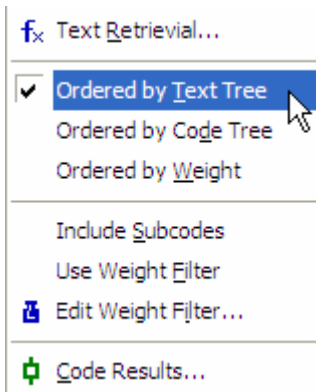 fx Text Retrievial...
Ordered by Text Tree
Ordered by Code Tree
Ordered by Weight
Include Subcodes
Use Weight Filter
Edit Weight Filter...
Code Results...